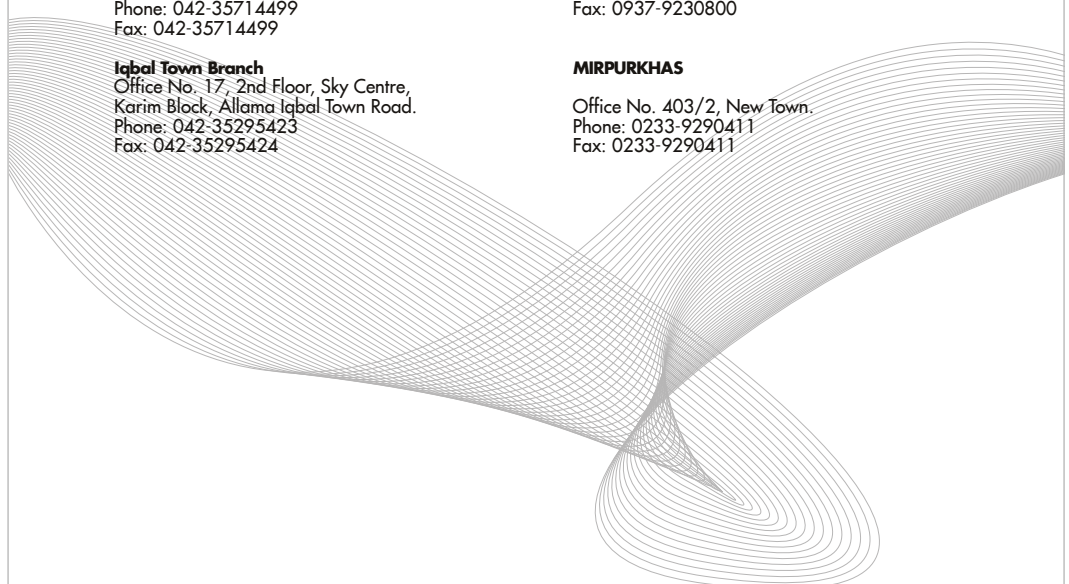 Phone: 042-35714499
Fax: 042-35714499
Iqbal Town Branch
Office No. 17, 2nd Floor, Sky Centre,
Karim Block, Allama Iqbal Town Road.
Phone: 042-35295423
Fax: 042-35295424
Fax: 0937-9230800
MIRPURKHAS
Office No. 403/2, New Town.
Phone: 0233-9290411
Fax: 0233-9290411